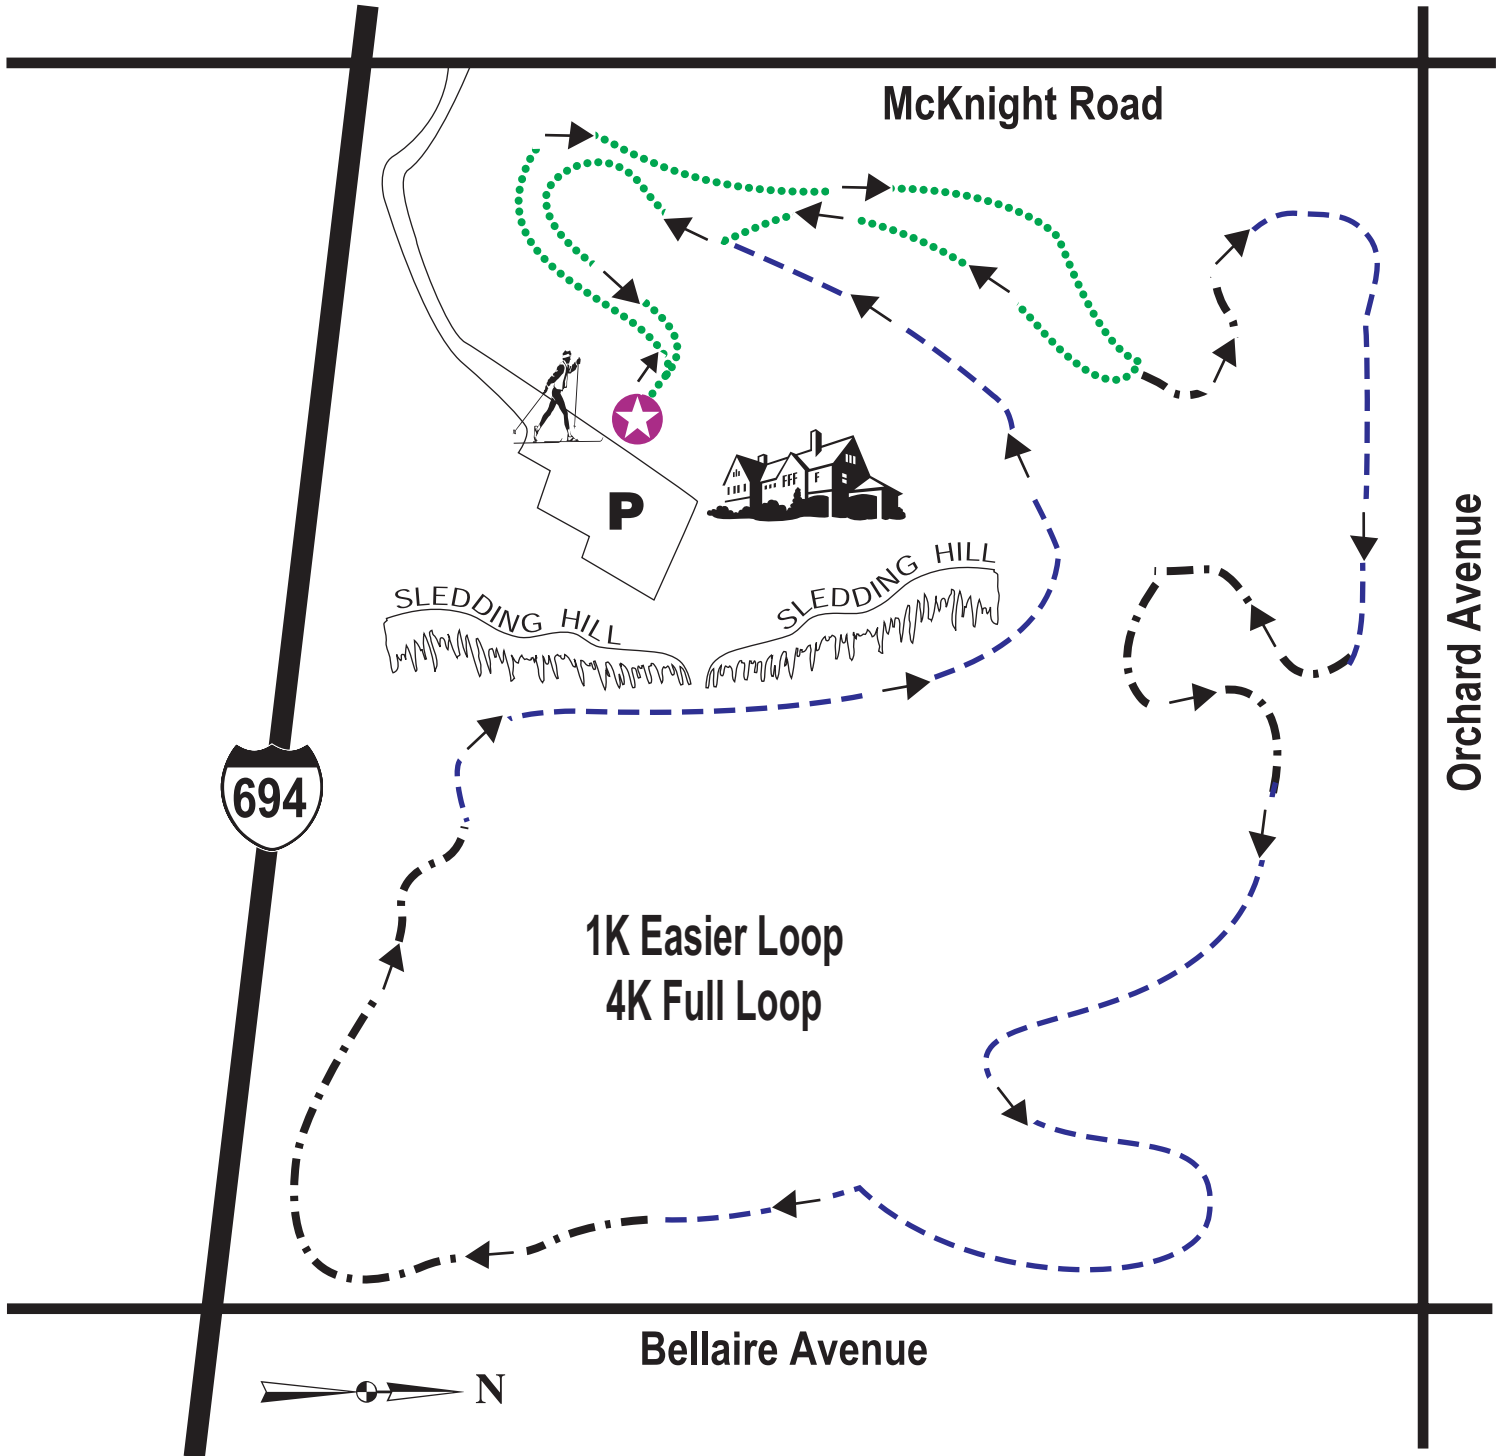 McKnight Road
P
SLEDDING HILL
SLEDDING HILL
Orchard Avenue
694
1K Easier Loop
4K Full Loop
Bellaire Avenue
N